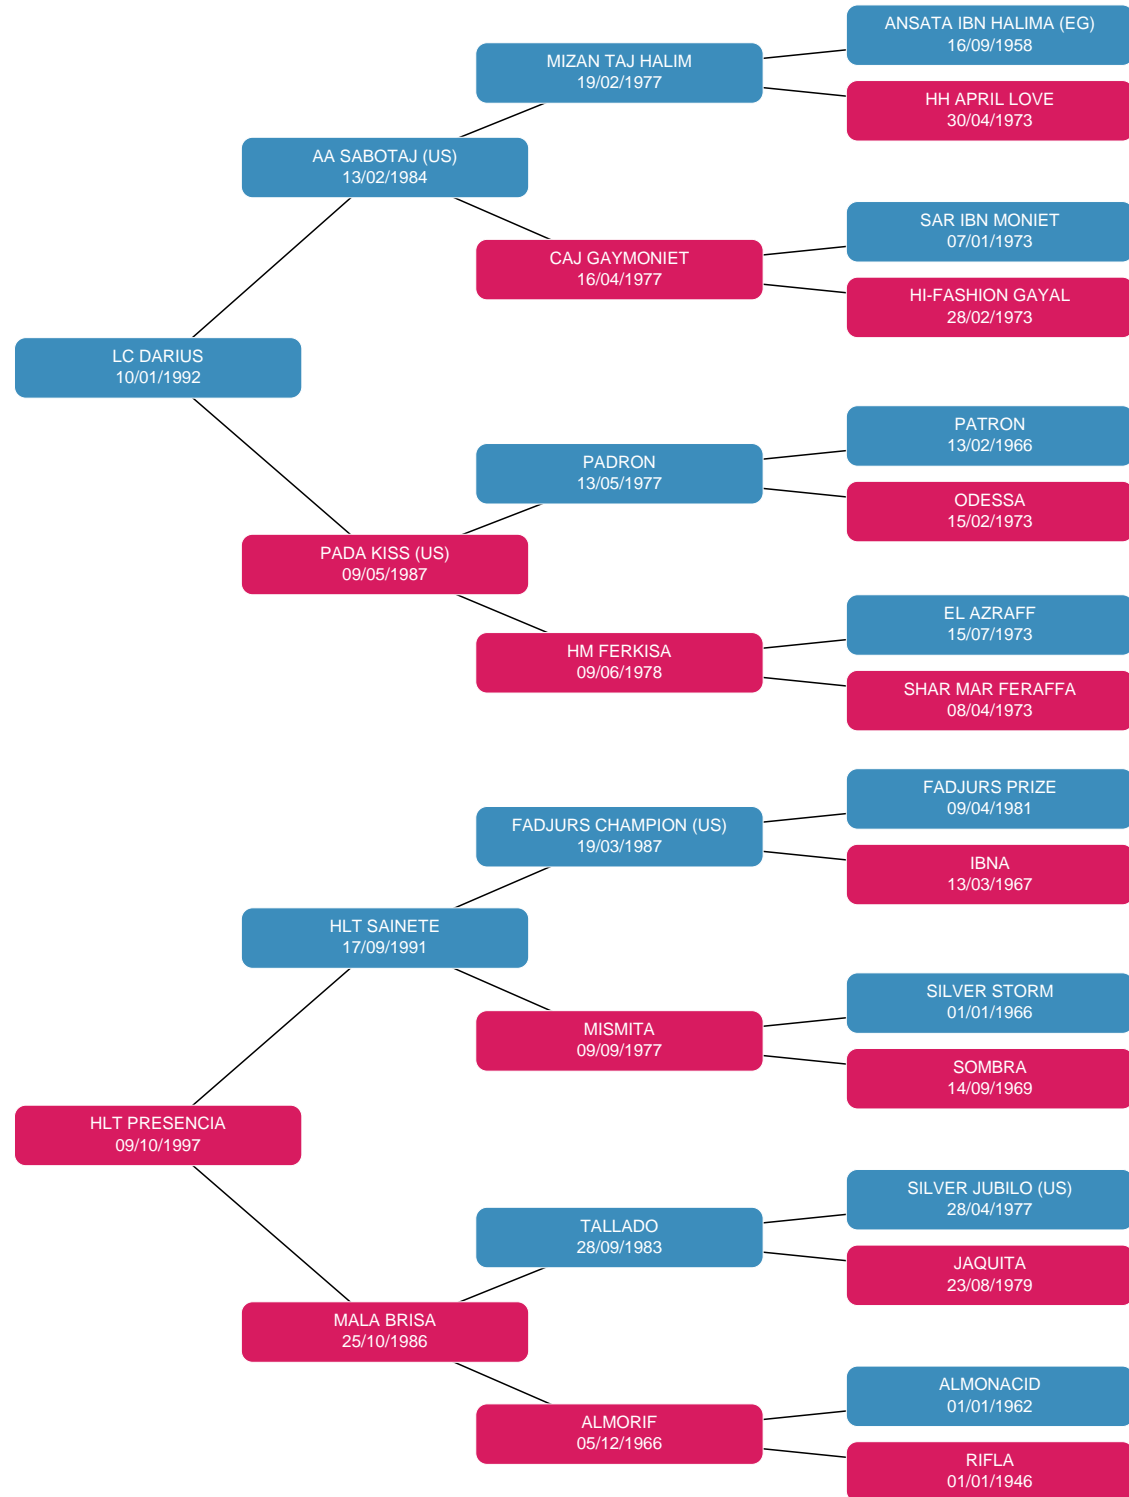 ANSATA IBN HALIMA (EG)
16/09/1958
MIZAN TAJ HALIM
19/02/1977
HH APRIL LOVE
30/04/1973
AA SABOTAJ (US)
13/02/1984
SAR IBN MONIET
07/01/1973
CAJ GAYMONIET
16/04/1977
HI-FASHION GAYAL
28/02/1973
LC DARIUS
10/01/1992
PATRON
13/02/1966
PADRON
13/05/1977
ODESSA
15/02/1973
PADA KISS (US)
09/05/1987
EL AZRAFF
15/07/1973
HM FERKISA
09/06/1978
SHAR MAR FERAFFA
08/04/1973
FADJURS PRIZE
09/04/1981
FADJURS CHAMPION (US)
19/03/1987
IBNA
13/03/1967
HLT SAINETE
17/09/1991
SILVER STORM
01/01/1966
MISMITA
09/09/1977
SOMBRA
14/09/1969
HLT PRESENCIA
09/10/1997
SILVER JUBILO (US)
28/04/1977
TALLADO
28/09/1983
JAQUITA
23/08/1979
MALA BRISA
25/10/1986
ALMONACID
01/01/1962
ALMORIF
05/12/1966
RIFLA
01/01/1946